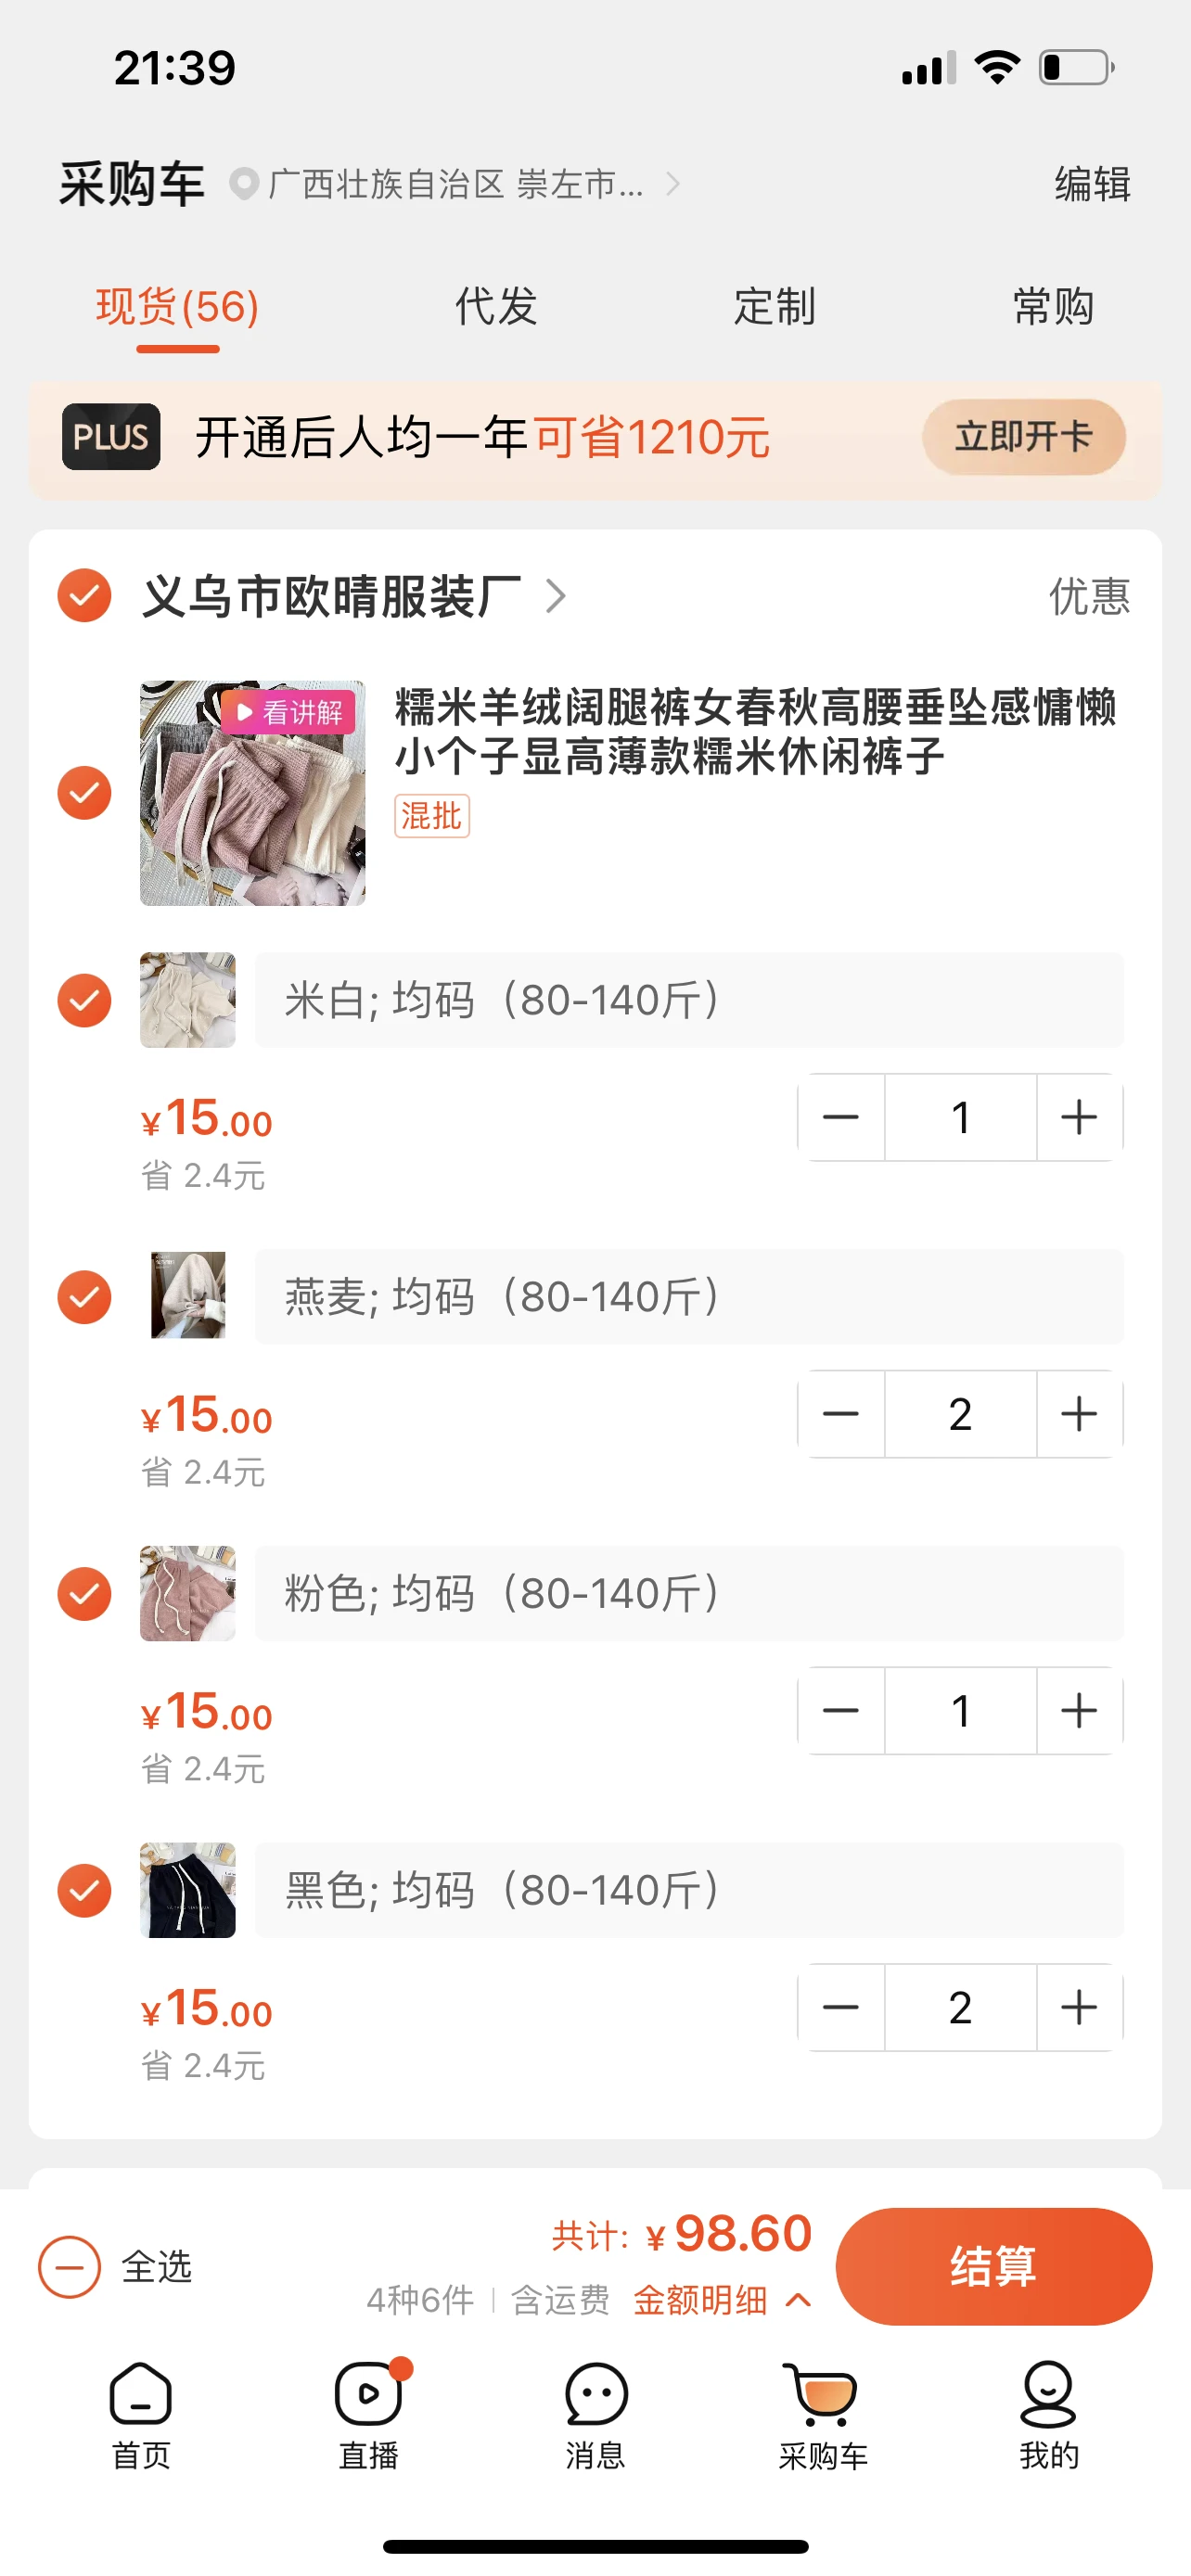 21:39
采购车 广西壮族自治区 崇左市... 编辑
现货(56) 代发 定制 常购
PLUS 开通后人均一年可省1210元 立即开卡
义乌市欧晴服装厂 优惠
看讲解
糯米羊绒阔腿裤女春秋高腰垂坠感慵懒
小个子显高薄款糯米休闲裤子
混批
米白; 均码（80-140斤）
¥15.00 1
省 2.4元
燕麦; 均码（80-140斤）
¥15.00 2
省 2.4元
粉色; 均码（80-140斤）
¥15.00 1
省 2.4元
黑色; 均码（80-140斤）
¥15.00 2
省 2.4元
全选 共计: ¥98.60 结算
4种6件 含运费 金额明细
首页 直播 消息 采购车 我的